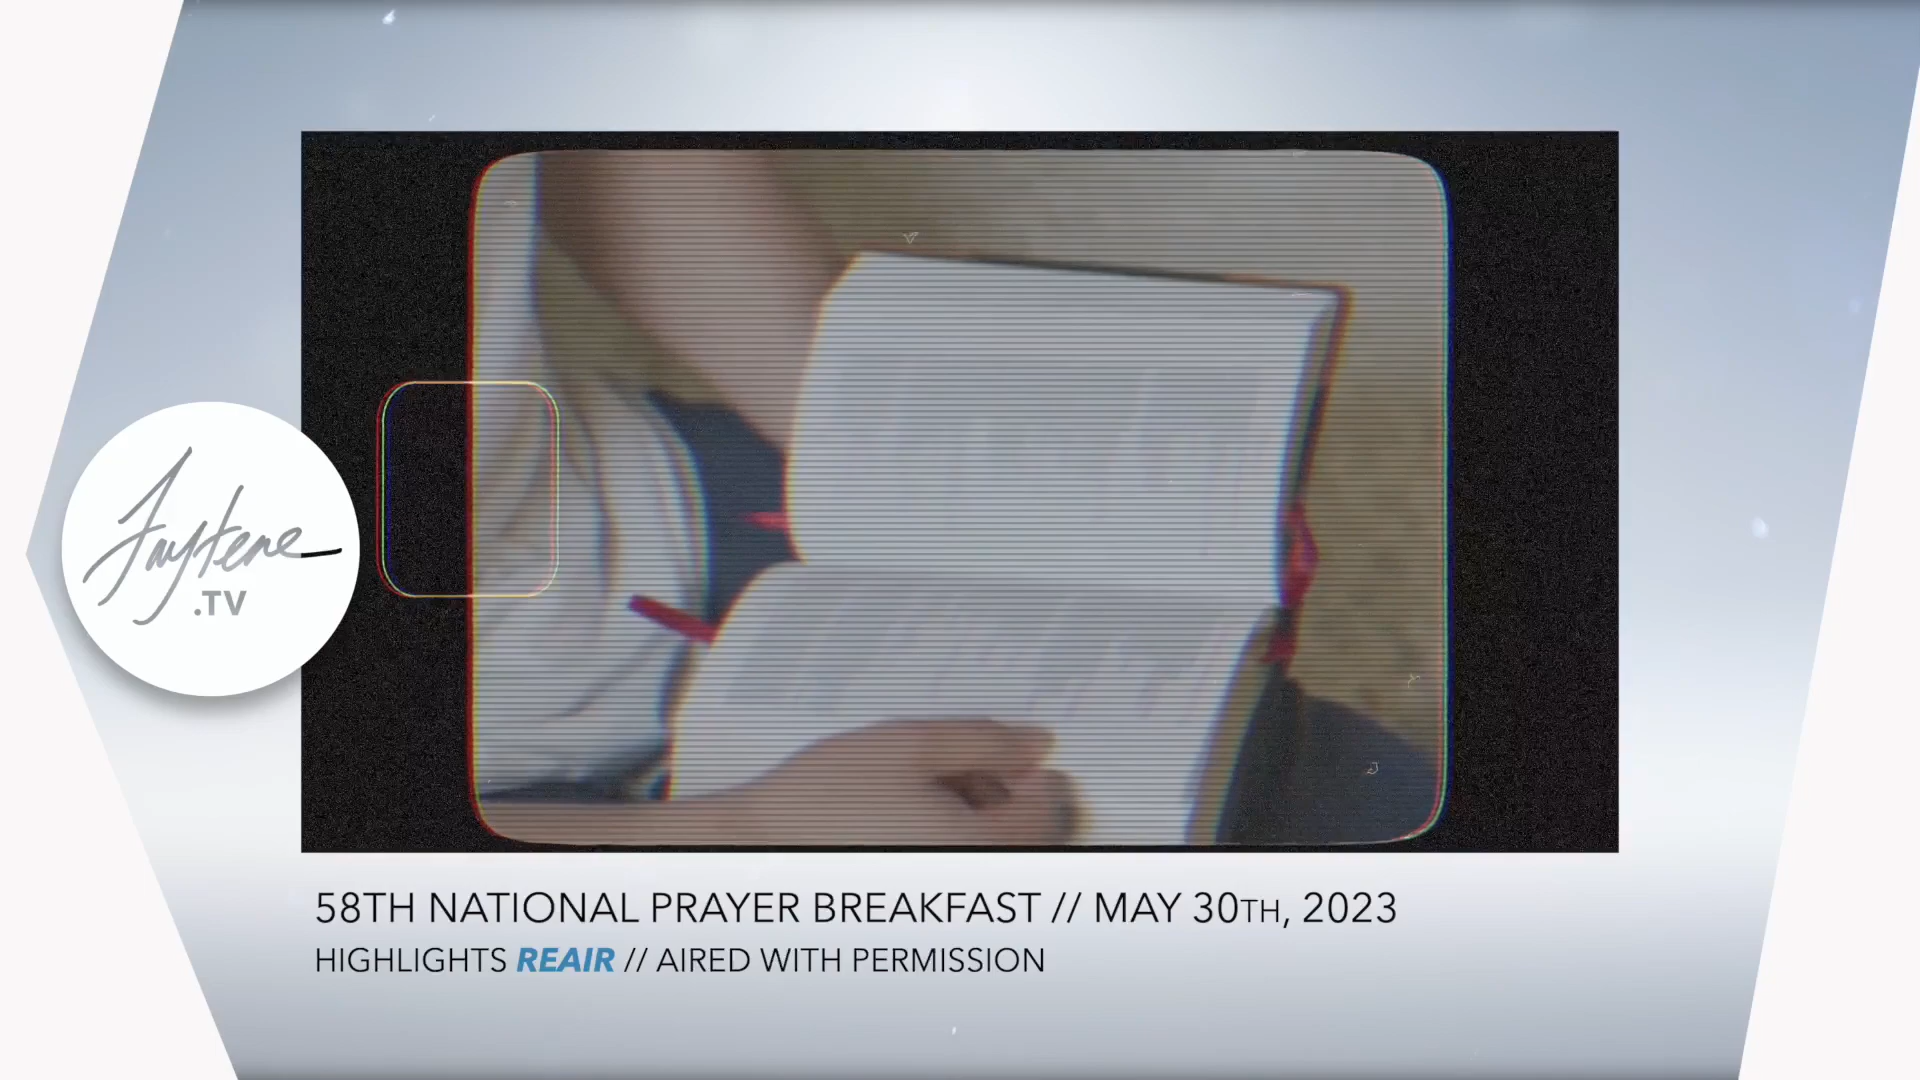 Faytene
.TV
58TH NATIONAL PRAYER BREAKFAST // MAY 30TH, 2023
HIGHLIGHTS REAIR // AIRED WITH PERMISSION